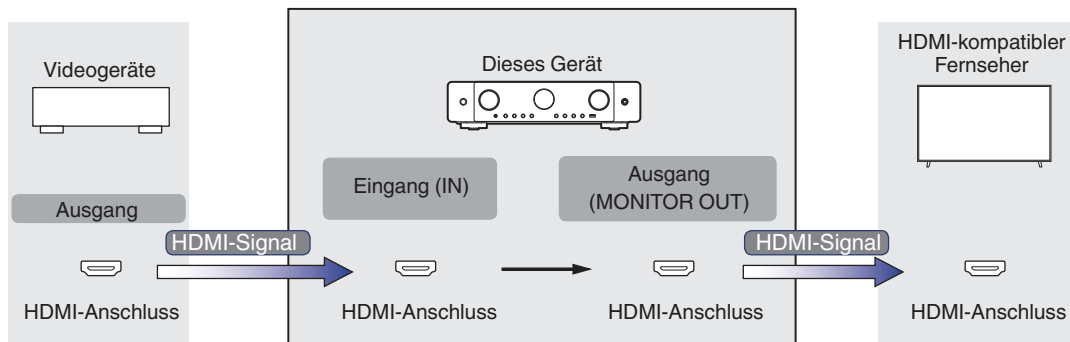 Videogeräte
Dieses Gerät
HDMI-kompatibler
Fernseher
Ausgang
Eingang (IN)
Ausgang
(MONITOR OUT)
HDMI-Signal
HDMI-Signal
HDMI-Anschluss
HDMI-Anschluss
HDMI-Anschluss
HDMI-Anschluss